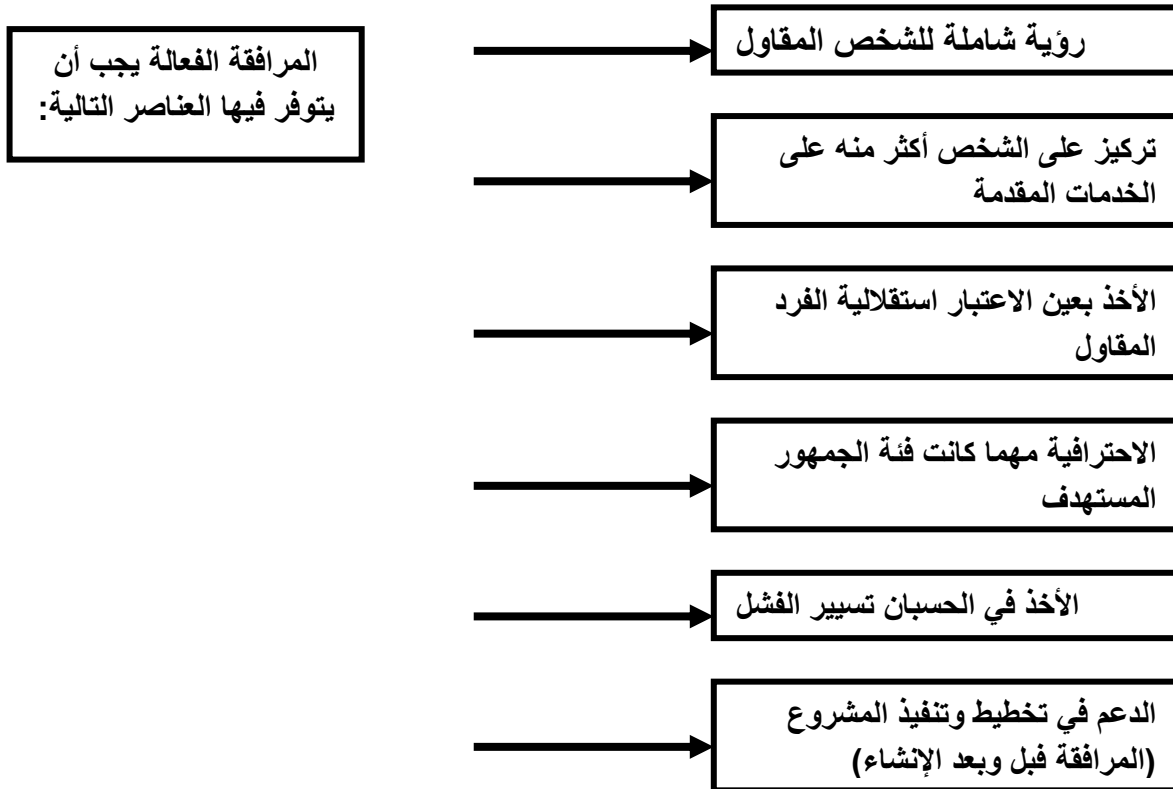 المرافقة الفعالة يجب أن
يتوفر فيها العناصر التالية:
رؤية شاملة للشخص المقاول
تركيز على الشخص أكثر منه على
الخدمات المقدمة
الأخذ بعين الاعتبار استقلالية الفرد
المقاول
الاحترافية مهما كانت فئة الجمهور
المستهدف
الأخذ في الحسبان تسيير الفشل
الدعم في تخطيط وتنفيذ المشروع
(المرافقة فبل وبعد الإنشاء)